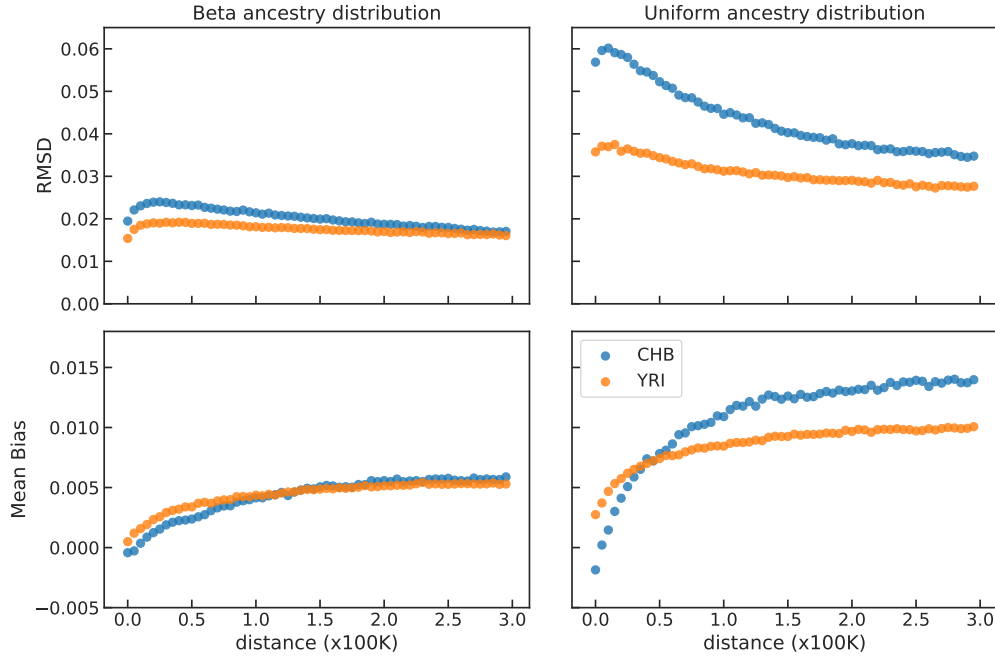 Beta ancestry distribution
Uniform ancestry distribution
RMSD
0.06
0.05
0.04
0.03
0.02
0.01
0.00
Mean Bias
0.015
0.010
0.005
0.000
−0.005
CHB
YRI
0.0 0.5 1.0 1.5 2.0 2.5 3.0
0.0 0.5 1.0 1.5 2.0 2.5 3.0
distance (x100K)
distance (x100K)